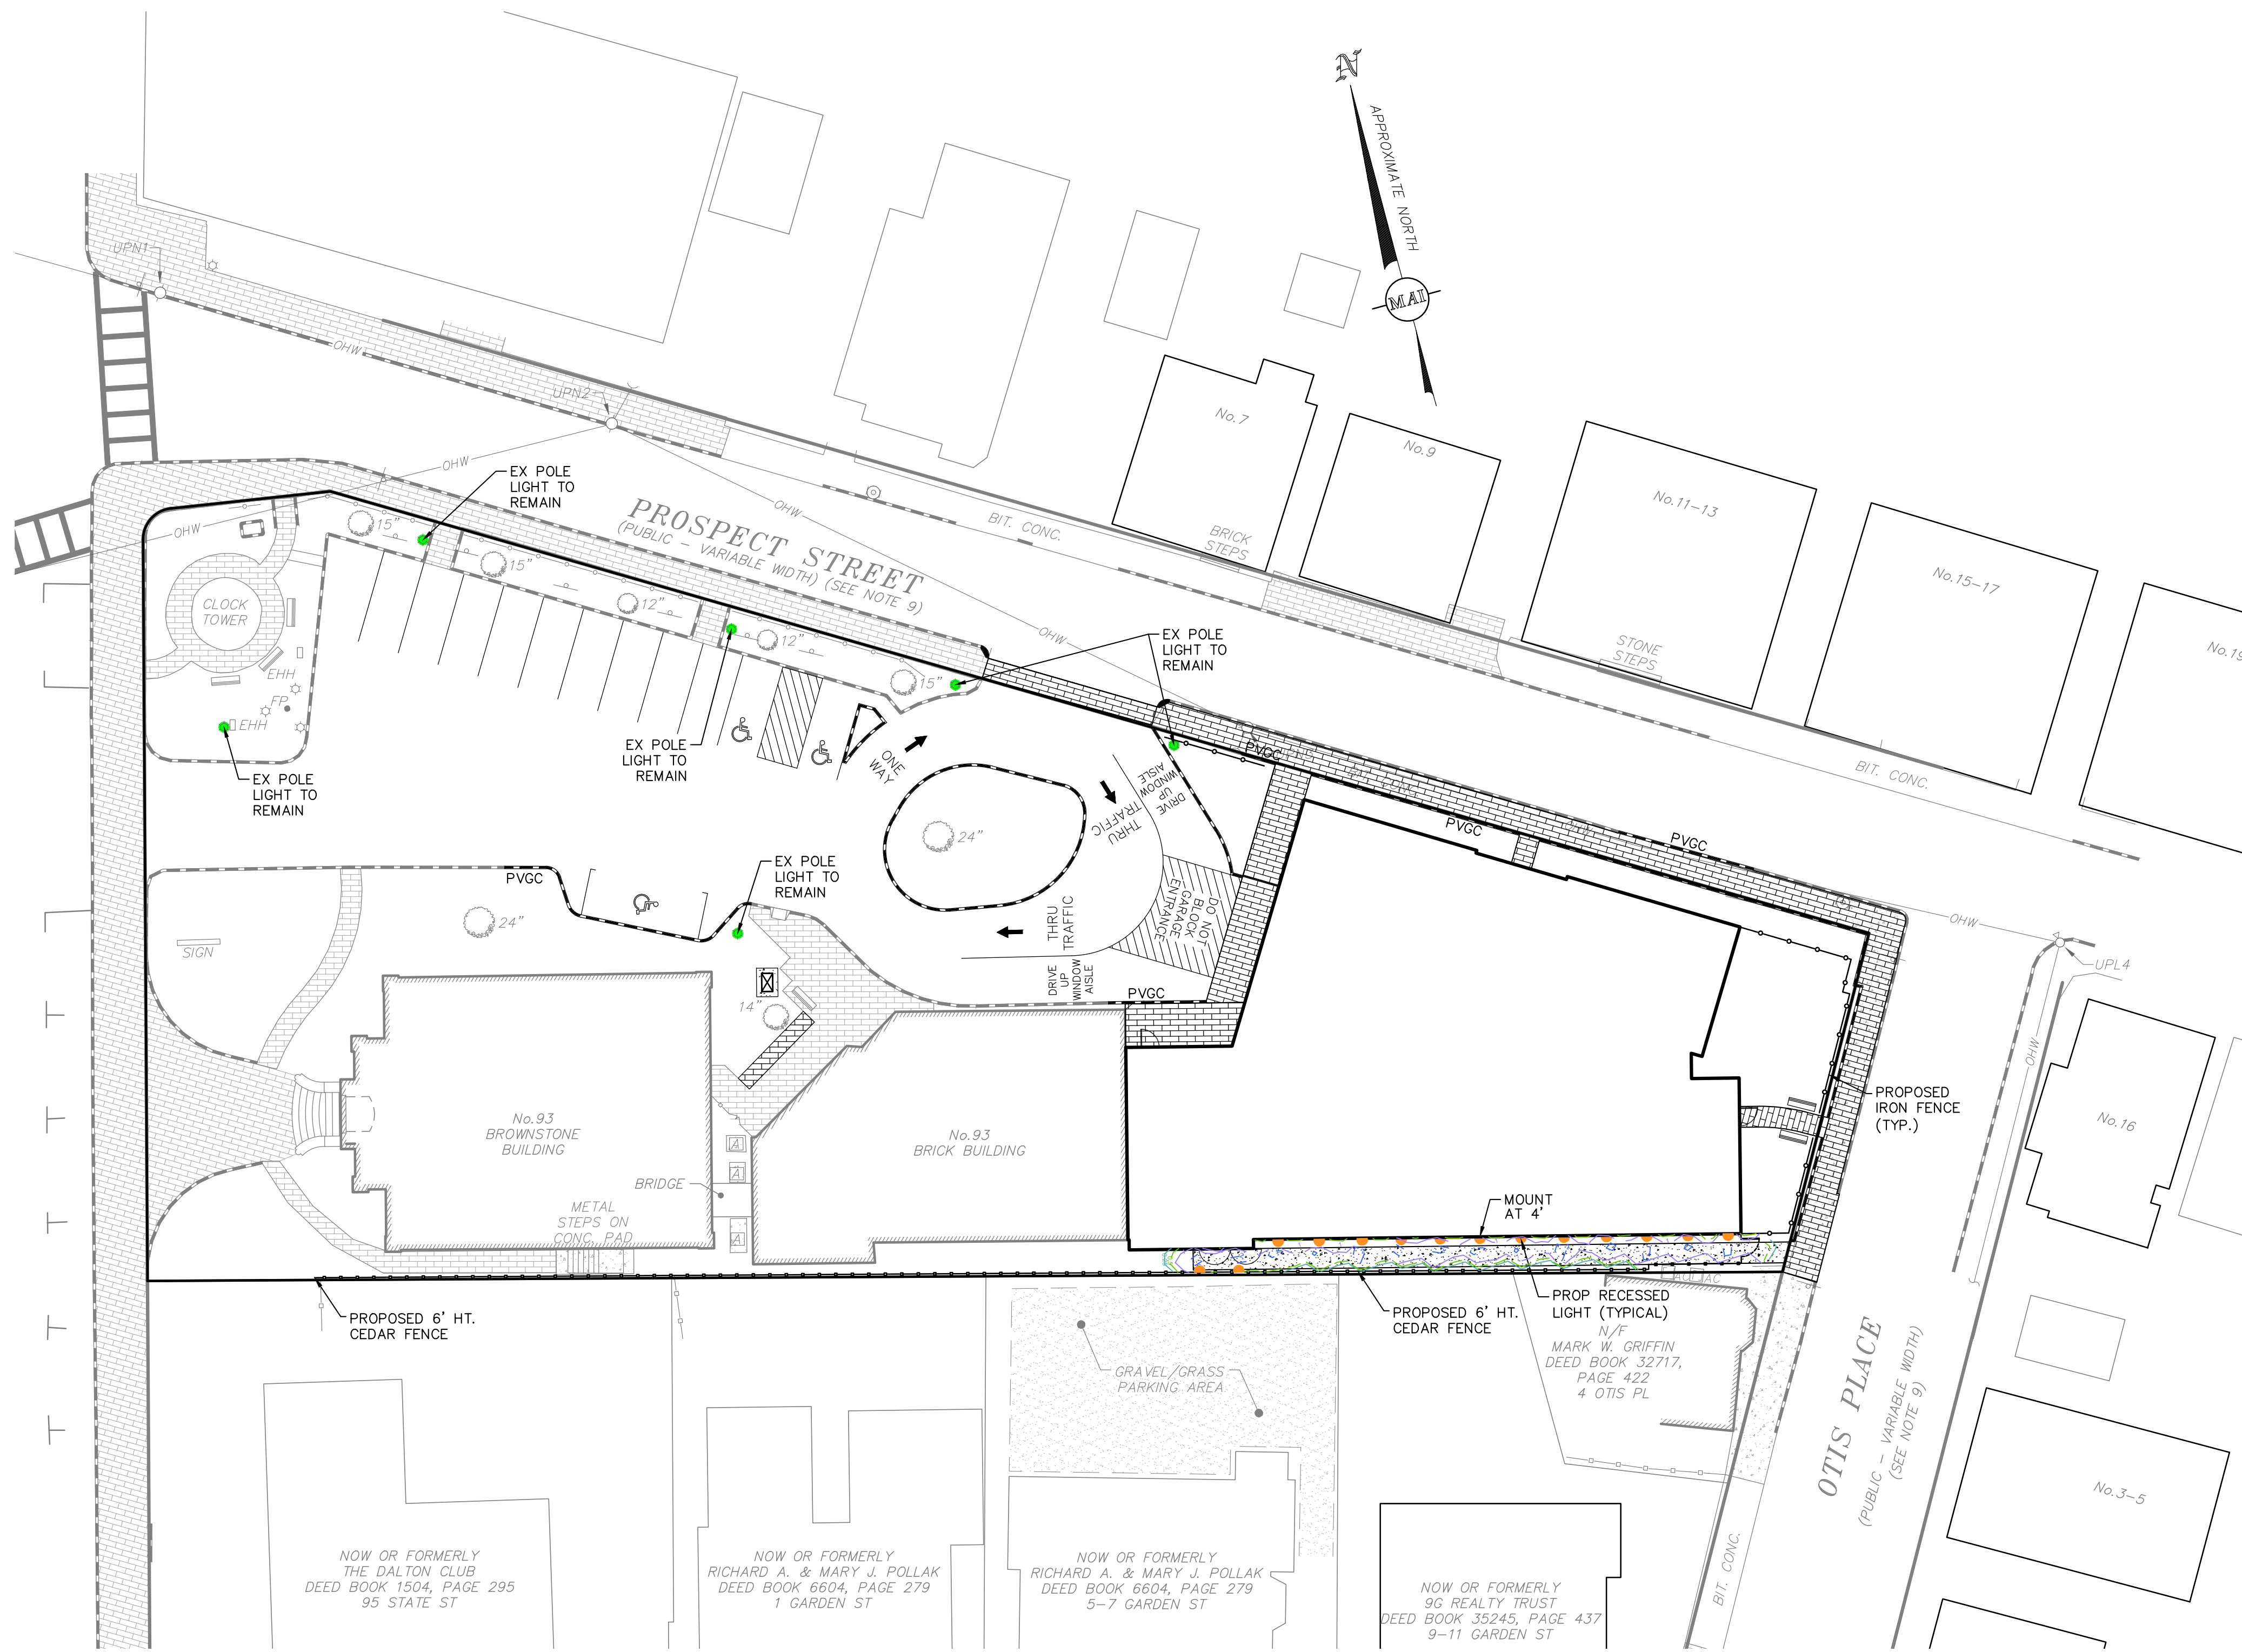 N
APPROXIMATE NORTH
MAI
UPN1
OHW
UPN2
OHW
OHW
OHW
OHW
OHW
EX POLE
LIGHT TO
REMAIN
PROSPECT STREET
(PUBLIC – VARIABLE WIDTH) (SEE NOTE 9)
BIT. CONC.
BRICK
STEPS
No.7
No.9
No.11–13
No.15–17
No.19
STONE
STEPS
BIT. CONC.
15"
15"
12"
12"
15"
CLOCK
TOWER
EHH
FP
EHH
EX POLE
LIGHT TO
REMAIN
EX POLE
LIGHT TO
REMAIN
EX POLE
LIGHT TO
REMAIN
ONE
WAY
DRIVE
UP
WINDOW
AISLE
THRU
TRAFFIC
PVGC
PVGC
PVGC
24"
EX POLE
LIGHT TO
REMAIN
PVGC
24"
SIGN
DO NOT
BLOCK
GARAGE
ENTRANCE
THRU
TRAFFIC
DRIVE
UP
WINDOW
AISLE
PVGC
14"
OHW
UPL4
OHW
No.93
BROWNSTONE
BUILDING
No.93
BRICK BUILDING
A
A
A
BRIDGE
METAL
STEPS ON
CONC. PAD
PROPOSED
IRON FENCE
(TYP.)
No.16
MOUNT
AT 4'
PROPOSED 6' HT.
CEDAR FENCE
PROPOSED 6' HT.
CEDAR FENCE
PROP RECESSED
LIGHT (TYPICAL)
AC
N/F
MARK W. GRIFFIN
DEED BOOK 32717,
PAGE 422
4 OTIS PL
GRAVEL/GRASS
PARKING AREA
OTIS PLACE
(PUBLIC – VARIABLE WIDTH)
(SEE NOTE 9)
No.3–5
BIT. CONC.
NOW OR FORMERLY
THE DALTON CLUB
DEED BOOK 1504, PAGE 295
95 STATE ST
NOW OR FORMERLY
RICHARD A. & MARY J. POLLAK
DEED BOOK 6604, PAGE 279
1 GARDEN ST
NOW OR FORMERLY
RICHARD A. & MARY J. POLLAK
DEED BOOK 6604, PAGE 279
5–7 GARDEN ST
NOW OR FORMERLY
9G REALTY TRUST
DEED BOOK 35245, PAGE 437
9–11 GARDEN ST